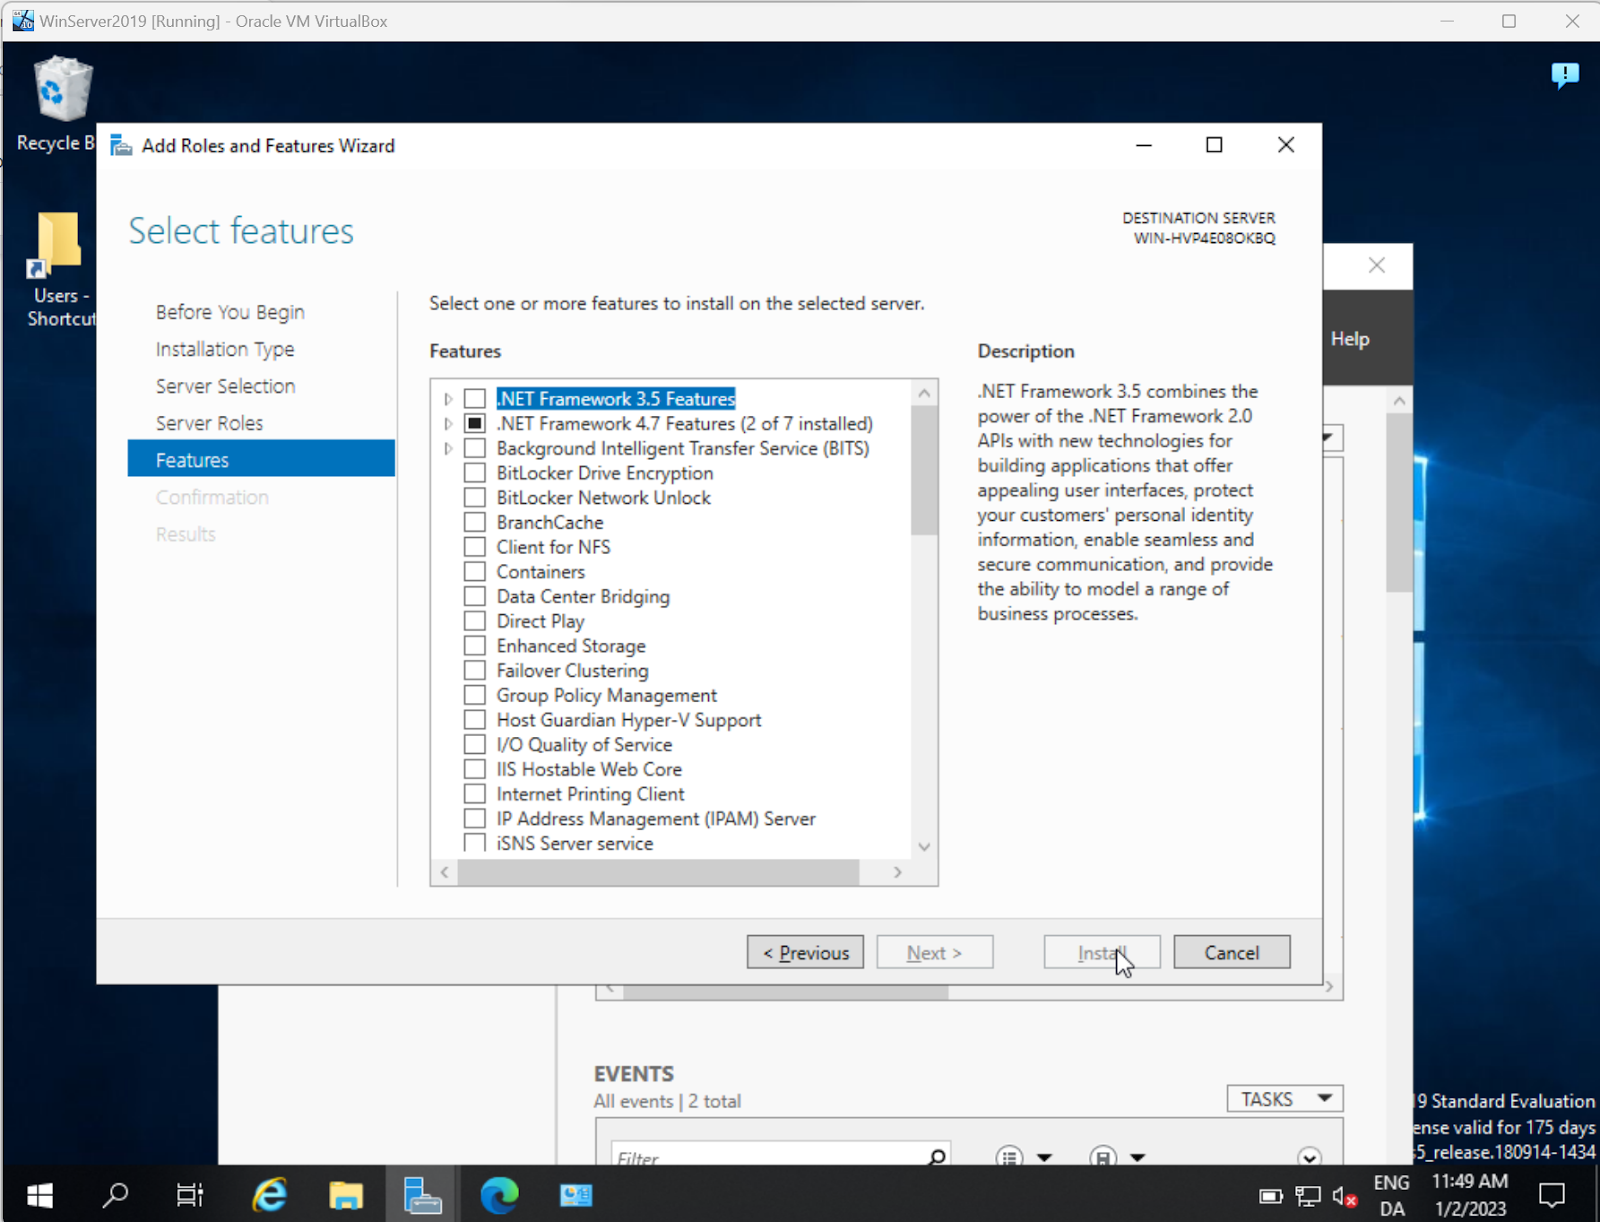 WinServer2019 [Running] - Oracle VM VirtualBox
Recycle B
Users -
Shortcut
Add Roles and Features Wizard
Select features
DESTINATION SERVER
WIN-HVP4E08OKBQ
Before You Begin
Installation Type
Server Selection
Server Roles
Features
Confirmation
Results
Select one or more features to install on the selected server.
Features
.NET Framework 3.5 Features
.NET Framework 4.7 Features (2 of 7 installed)
Background Intelligent Transfer Service (BITS)
BitLocker Drive Encryption
BitLocker Network Unlock
BranchCache
Client for NFS
Containers
Data Center Bridging
Direct Play
Enhanced Storage
Failover Clustering
Group Policy Management
Host Guardian Hyper-V Support
I/O Quality of Service
IIS Hostable Web Core
Internet Printing Client
IP Address Management (IPAM) Server
iSNS Server service
Description
.NET Framework 3.5 combines the
power of the .NET Framework 2.0
APIs with new technologies for
building applications that offer
appealing user interfaces, protect
your customers' personal identity
information, enable seamless and
secure communication, and provide
the ability to model a range of
business processes.
Help
< Previous
Next >
Install
Cancel
EVENTS
All events | 2 total
TASKS
Filter
19 Standard Evaluation
ense valid for 175 days
s5_release.180914-1434
ENG
DA
11:49 AM
1/2/2023